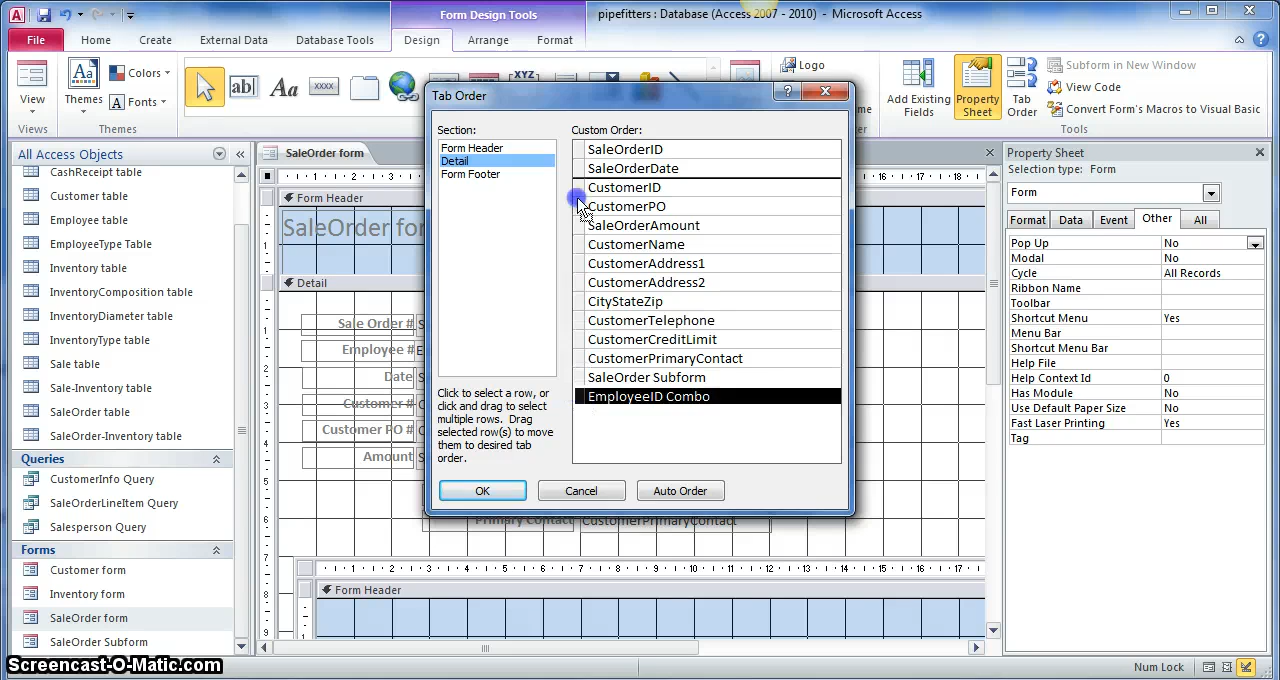 Form Design Tools
pipefitters : Database (Access 2007 - 2010) - Microsoft Access
File
Home
Create
External Data
Database Tools
Design
Arrange
Format
View
Views
Themes
Colors
Fonts
Themes
ab|
Aa
xxxx
XYZ
Logo
Add Existing Fields
Property Sheet
Tab Order
Subform in New Window
View Code
Convert Form's Macros to Visual Basic
Tools
All Access Objects
CashReceipt table
Customer table
Employee table
EmployeeType Table
Inventory table
InventoryComposition table
InventoryDiameter table
InventoryType table
Sale table
Sale-Inventory table
SaleOrder table
SaleOrder-Inventory table
Queries
CustomerInfo Query
SaleOrderLineItem Query
Salesperson Query
Forms
Customer form
Inventory form
SaleOrder form
SaleOrder Subform
SaleOrder form
Form Header
SaleOrder for
Detail
Sale Order #
Employee #
Date
Customer #
Customer PO #
Amount
Primary Contact
CustomerPrimaryContact
Form Header
Tab Order
Section:
Form Header
Detail
Form Footer
Click to select a row, or
click and drag to select
multiple rows. Drag
selected row(s) to move
them to desired tab
order.
Custom Order:
SaleOrderID
SaleOrderDate
CustomerID
CustomerPO
SaleOrderAmount
CustomerName
CustomerAddress1
CustomerAddress2
CityStateZip
CustomerTelephone
CustomerCreditLimit
CustomerPrimaryContact
SaleOrder Subform
EmployeeID Combo
OK
Cancel
Auto Order
Property Sheet
Selection type: Form
Form
Format
Data
Event
Other
All
Pop Up No
Modal No
Cycle All Records
Ribbon Name
Toolbar
Shortcut Menu Yes
Menu Bar
Shortcut Menu Bar
Help File
Help Context Id 0
Has Module No
Use Default Paper Size No
Fast Laser Printing Yes
Tag
Num Lock
Screencast-O-Matic.com